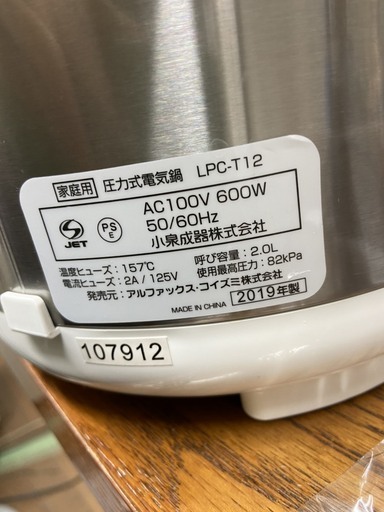 家庭用 圧力式電気鍋 LPC-T12
JET
PS
E
AC100V 600W
50/60Hz
小泉成器株式会社
温度ヒューズ：157℃ 呼び容量：2.0L
電流ヒューズ：2A / 125V 使用最高圧力：82kPa
発売元：アルファックス・コイズミ株式会社
MADE IN CHINA 2019年製
107912